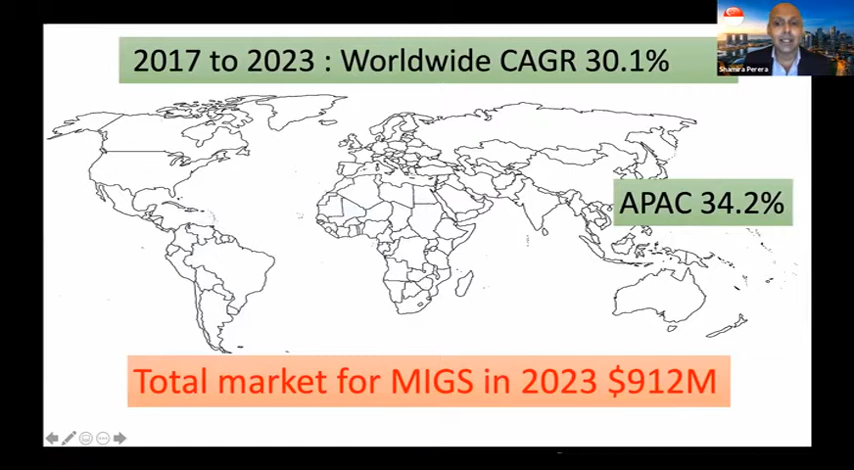 2017 to 2023 : Worldwide CAGR 30.1%
Shamira Perera
APAC 34.2%
Total market for MIGS in 2023 $912M